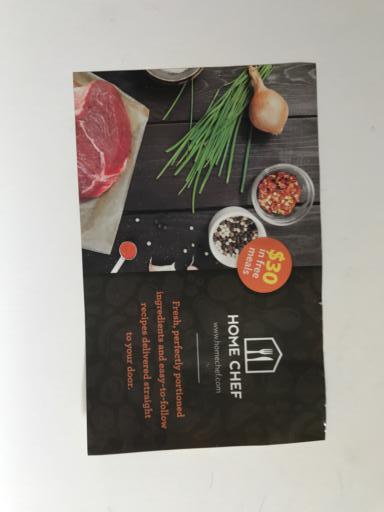 $30
in free
meals
HOME CHEF
www.homechef.com
Fresh, perfectly portioned
ingredients and easy-to-follow
recipes delivered straight
to your door.